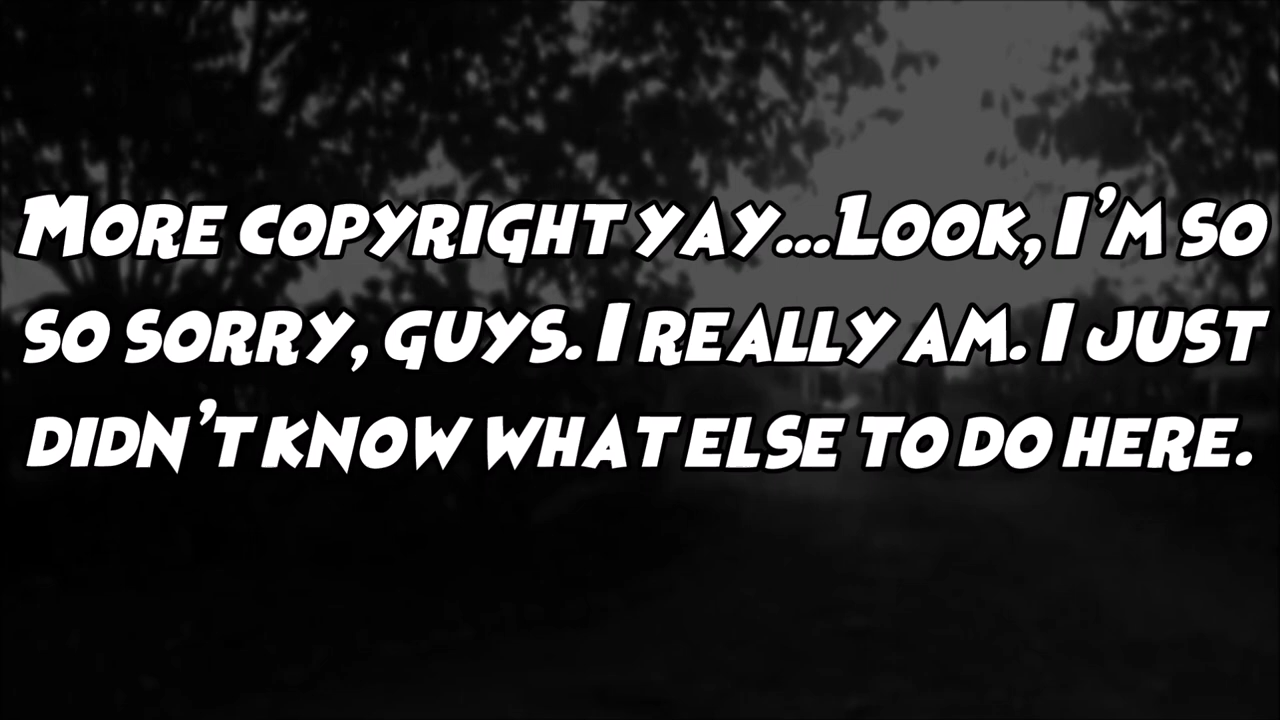 More copyright yay...Look, I'm so
so sorry, guys. I really am. I just
didn't know what else to do here.